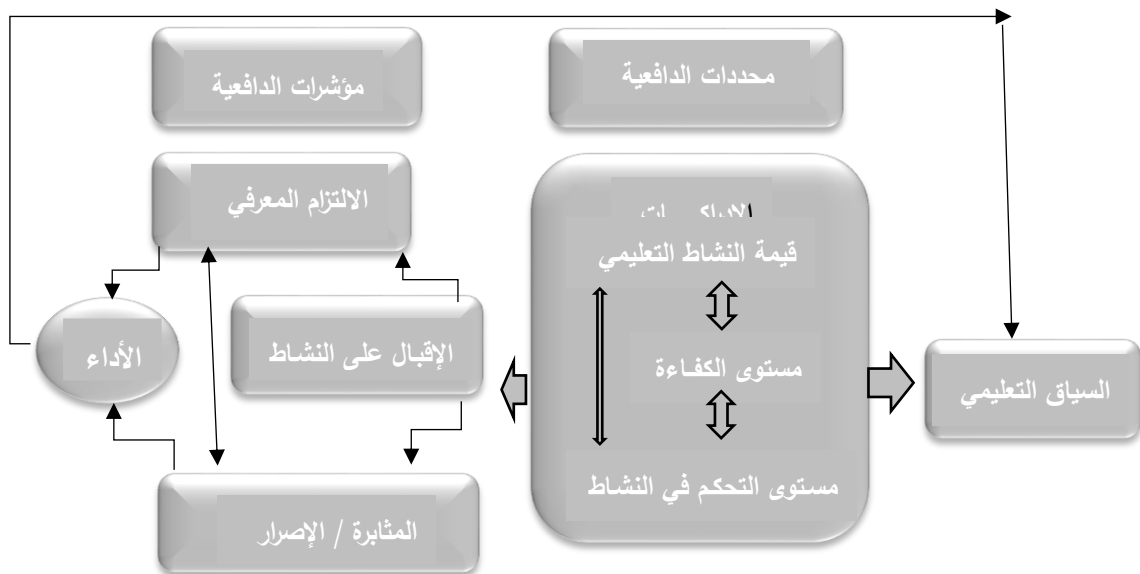 محددات الدافعية
مؤشرات الدافعية
السياق التعليمي
قيمة النشاط التعليمي
مستوى الكفاءة
مستوى التحكم في النشاط
الالتزام المعرفي
الإقبال على النشاط
المثابرة / الإصرار
الأداء